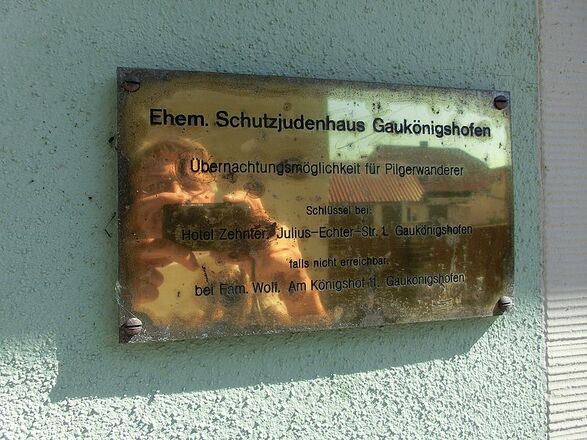 Ehem. Schutzjudenhaus Gaukönigshofen
Übernachtungsmöglichkeit für Pilgerwanderer
Schlüssel bei:
Hotel Zehnter, Julius-Echter-Str. 1, Gaukönigshofen
falls nicht erreichbar,
bei Fam. Wolf, Am Königshof 11, Gaukönigshofen